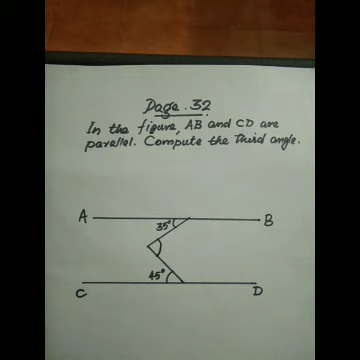 Page. 32
In the figure, AB and CD are
parallel. Compute the Third angle.
A B
35°
45°
C D